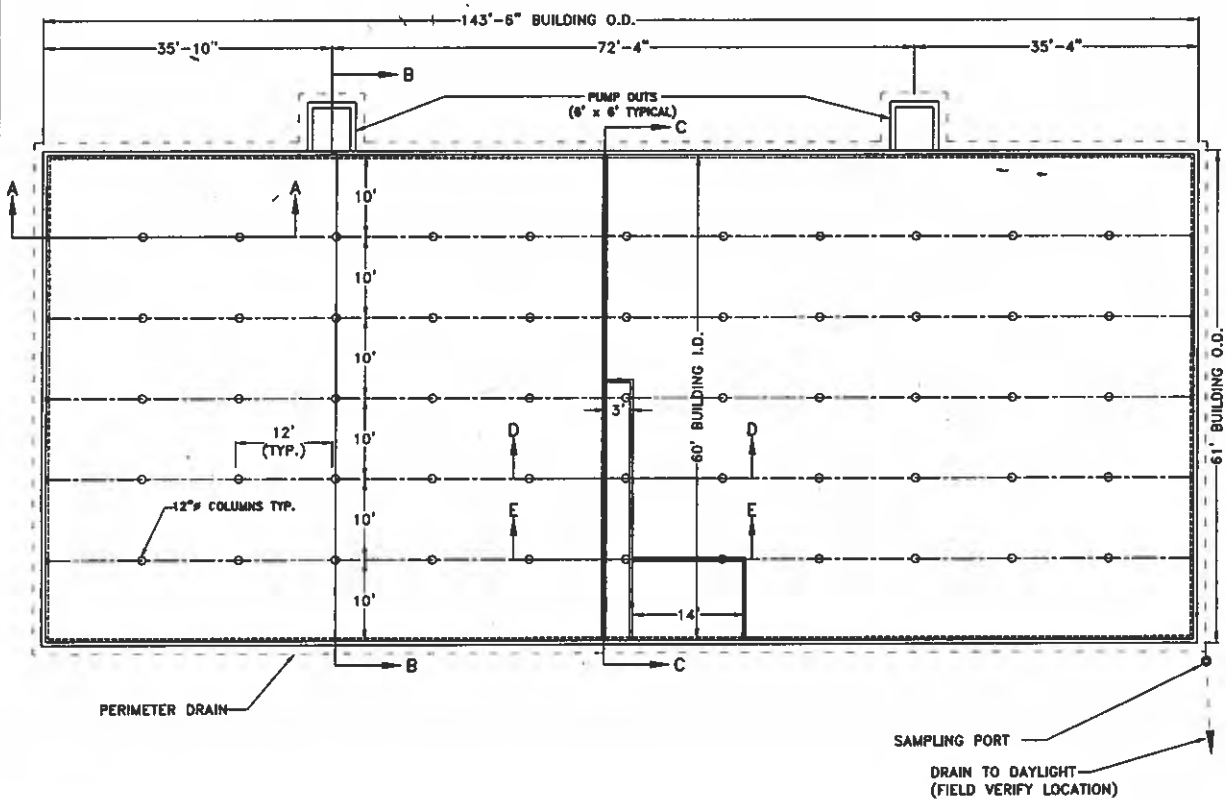 143'-6" BUILDING O.D.
35'-10"
72'-4"
35'-4"
B
PUMP OUTS
(6' x 6' TYPICAL)
C
A
A
10'
10'
10'
10'
10'
10'
60' BUILDING I.D.
61' BUILDING O.D.
3'
12'
(TYP.)
D
D
12"ø COLUMNS TYP.
E
E
14'
B
C
PERIMETER DRAIN
SAMPLING PORT
DRAIN TO DAYLIGHT
(FIELD VERIFY LOCATION)